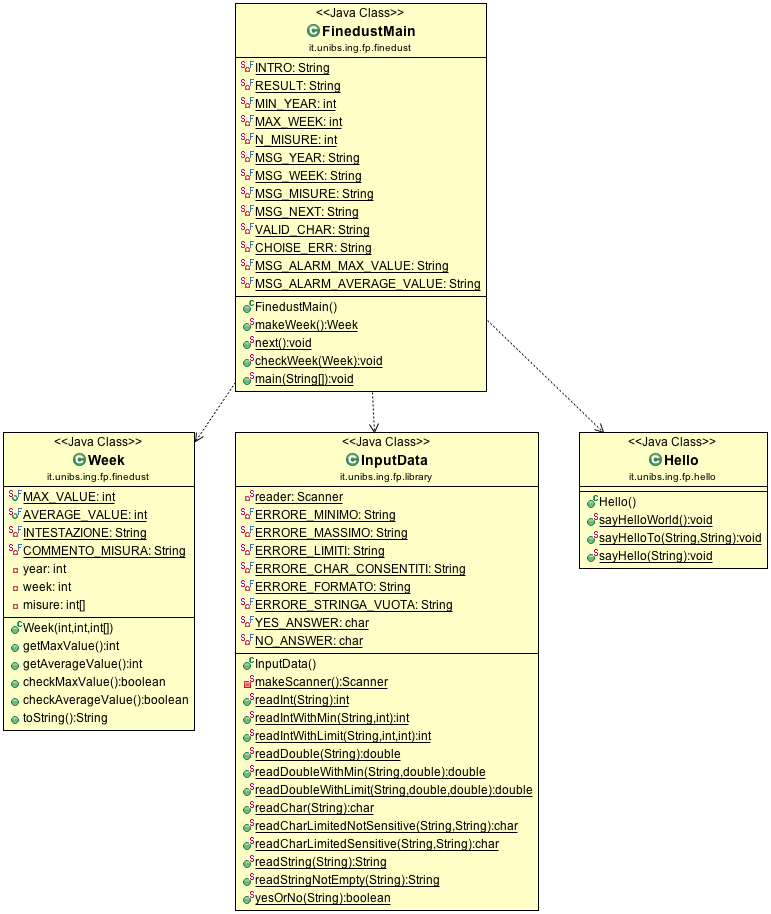 <<Java Class>>
FinedustMain
it.unibs.ing.fp.finedust
INTRO: String
RESULT: String
MIN_YEAR: int
MAX_WEEK: int
N_MISURE: int
MSG_YEAR: String
MSG_WEEK: String
MSG_MISURE: String
MSG_NEXT: String
VALID_CHAR: String
CHOISE_ERR: String
MSG_ALARM_MAX_VALUE: String
MSG_ALARM_AVERAGE_VALUE: String
FinedustMain()
makeWeek():Week
next():void
checkWeek(Week):void
main(String[]):void
<<Java Class>>
Week
it.unibs.ing.fp.finedust
MAX_VALUE: int
AVERAGE_VALUE: int
INTESTAZIONE: String
COMMENTO_MISURA: String
year: int
week: int
misure: int[]
Week(int,int,int[])
getMaxValue():int
getAverageValue():int
checkMaxValue():boolean
checkAverageValue():boolean
toString():String
<<Java Class>>
InputData
it.unibs.ing.fp.library
reader: Scanner
ERRORE_MINIMO: String
ERRORE_MASSIMO: String
ERRORE_LIMITI: String
ERRORE_CHAR_CONSENTITI: String
ERRORE_FORMATO: String
ERRORE_STRINGA_VUOTA: String
YES_ANSWER: char
NO_ANSWER: char
InputData()
makeScanner():Scanner
readInt(String):int
readIntWithMin(String,int):int
readIntWithLimit(String,int,int):int
readDouble(String):double
readDoubleWithMin(String,double):double
readDoubleWithLimit(String,double,double):double
readChar(String):char
readCharLimitedNotSensitive(String,String):char
readCharLimitedSensitive(String,String):char
readString(String):String
readStringNotEmpty(String):String
yesOrNo(String):boolean
<<Java Class>>
Hello
it.unibs.ing.fp.hello
Hello()
sayHelloWorld():void
sayHelloTo(String,String):void
sayHello(String):void